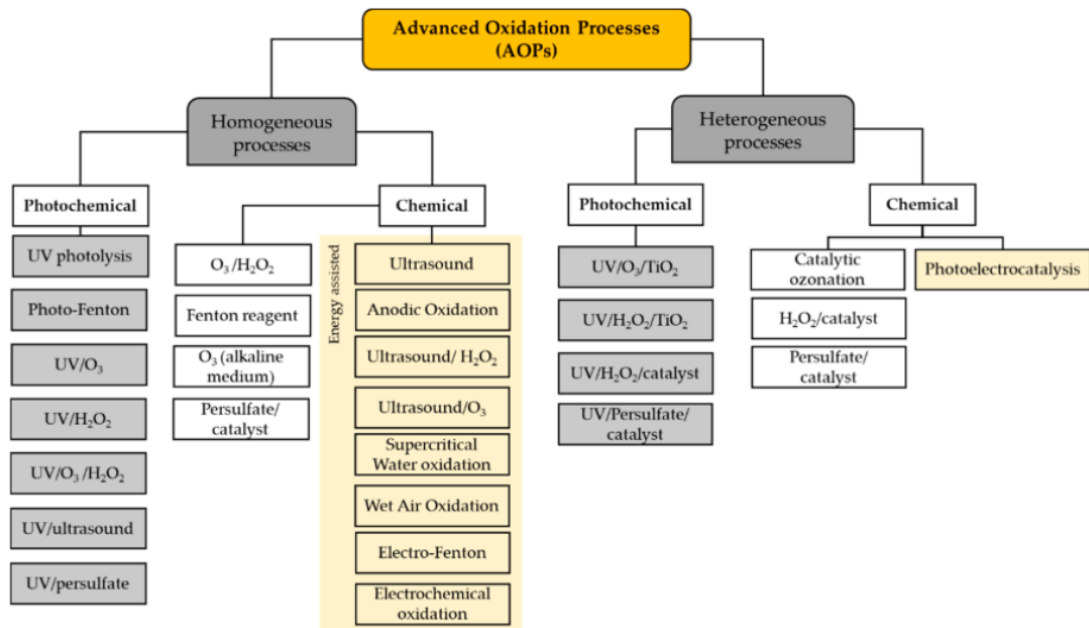 Advanced Oxidation Processes
(AOPs)
Homogeneous
processes
Heterogeneous
processes
Photochemical
Chemical
Photochemical
Chemical
UV photolysis
Photo-Fenton
UV/O₃
UV/H₂O₂
UV/O₃/H₂O₂
UV/ultrasound
UV/persulfate
O₃/H₂O₂
Fenton reagent
O₃ (alkaline
medium)
Persulfate/
catalyst
Energy assisted
Ultrasound
Anodic Oxidation
Ultrasound/ H₂O₂
Ultrasound/O₃
Supercritical
Water oxidation
Wet Air Oxidation
Electro-Fenton
Electrochemical
oxidation
UV/O₃/TiO₂
UV/H₂O₂/TiO₂
UV/H₂O₂/catalyst
UV/Persulfate/
catalyst
Catalytic
ozonation
H₂O₂/catalyst
Persulfate/
catalyst
Photoelectrocatalysis